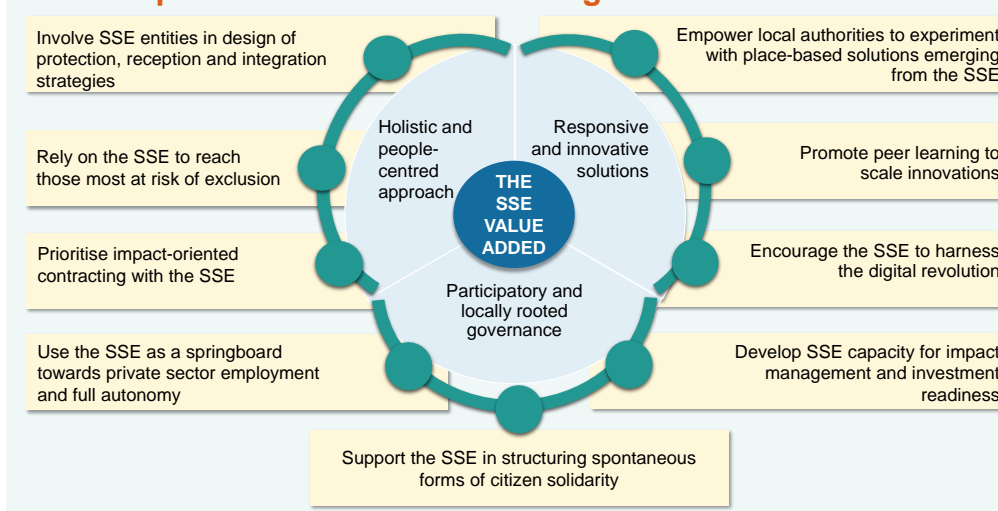 Involve SSE entities in design of
protection, reception and integration
strategies
Rely on the SSE to reach
those most at risk of exclusion
Prioritise impact-oriented
contracting with the SSE
Use the SSE as a springboard
towards private sector employment
and full autonomy
Holistic and
people-
centred
approach
Responsive
and innovative
solutions
THE
SSE
VALUE
ADDED
Participatory and
locally rooted
governance
Empower local authorities to experiment
with place-based solutions emerging
from the SSE
Promote peer learning to
scale innovations
Encourage the SSE to harness
the digital revolution
Develop SSE capacity for impact
management and investment
readiness
Support the SSE in structuring spontaneous
forms of citizen solidarity